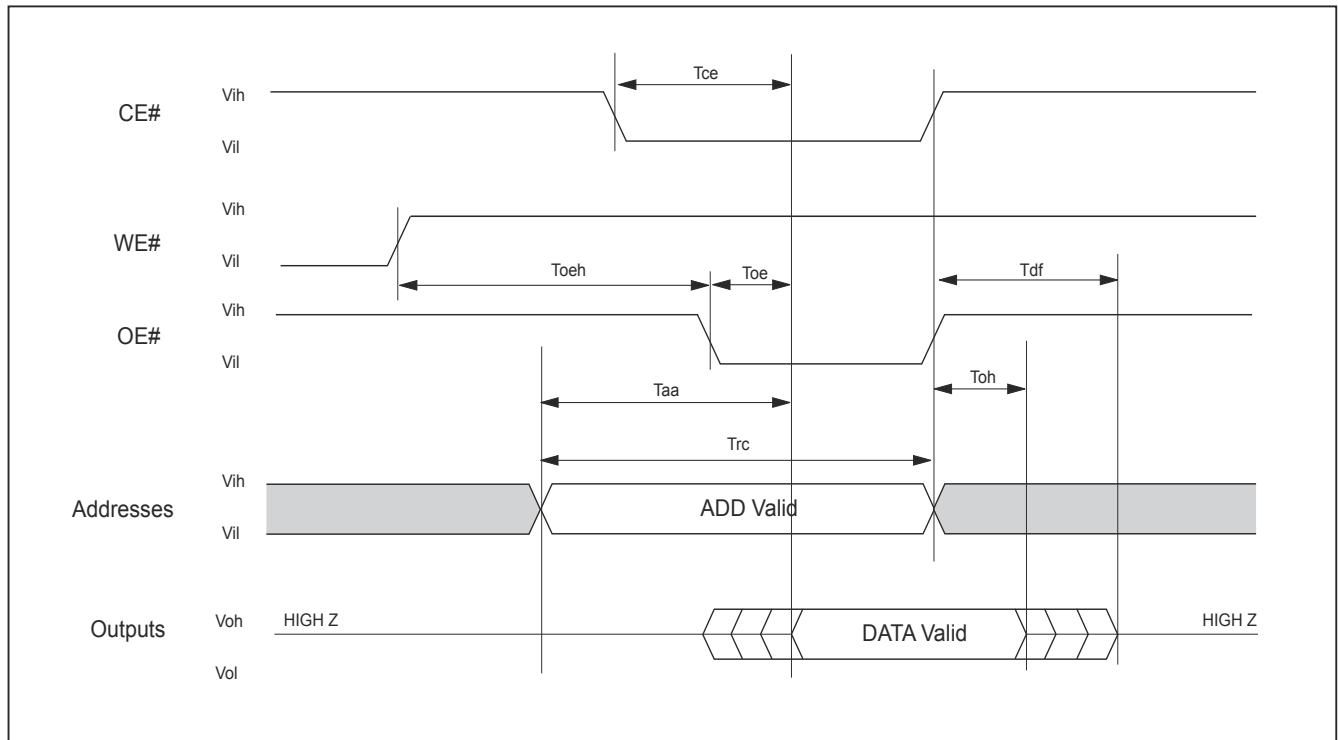 Tce
Vih
CE#
Vil
Vih
WE#
Vil
Toeh
Toe
Tdf
Vih
OE#
Vil
Toh
Taa
Trc
Vih
Addresses
ADD Valid
Vil
Voh
HIGH Z
HIGH Z
Outputs
DATA Valid
Vol